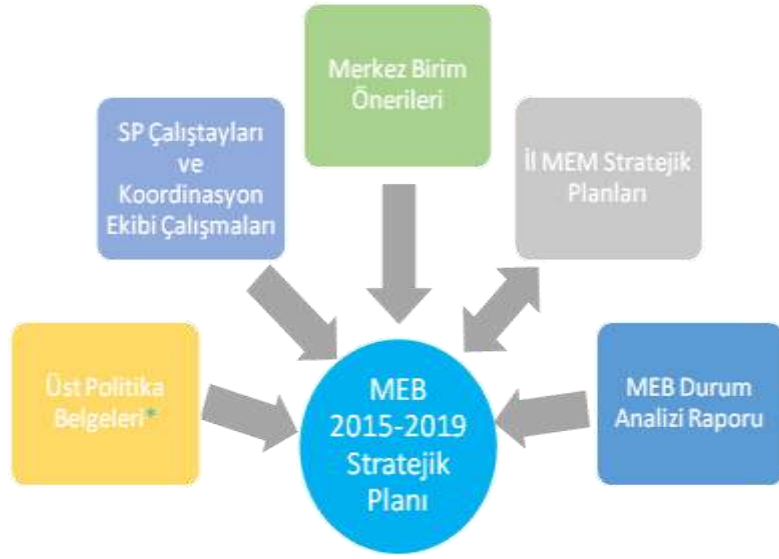 Merkez Birim
Önerileri
SP Çalıştayları
ve
Koordinasyon
Ekibi Çalışmaları
İl MEM Stratejik
Planları
Üst Politika
Belgeleri*
MEB
2015-2019
Stratejik
Planı
MEB Durum
Analizi Raporu